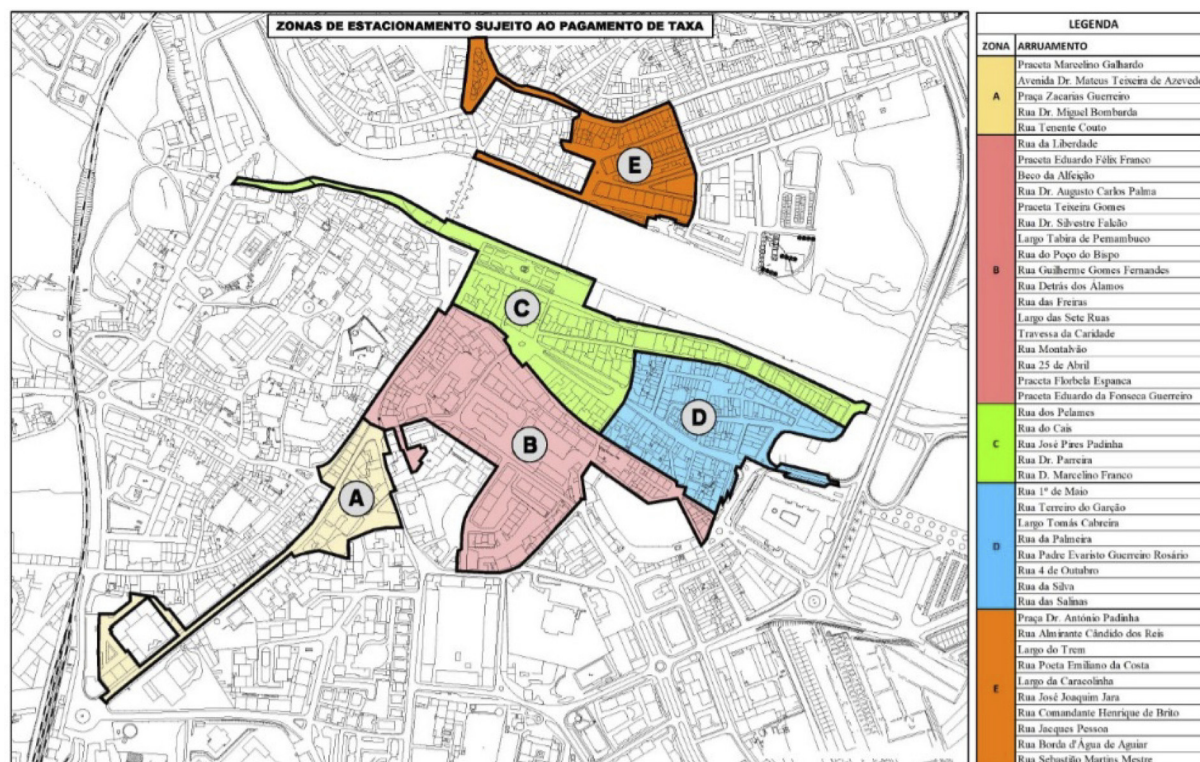 ZONAS DE ESTACIONAMENTO SUJEITO AO PAGAMENTO DE TAXA
E
C
D
B
A
LEGENDA
ZONA ARRUAMENTO
A
Praceta Marcelino Galhardo
Avenida Dr. Mateus Teixeira de Azevedo
Praça Zacarias Guerreiro
Rua Dr. Miguel Bombarda
Rua Tenente Couto
B
Rua da Liberdade
Praceta Eduardo Félix Franco
Beco da Alfeição
Rua Dr. Augusto Carlos Palma
Praceta Teixeira Gomes
Rua Dr. Silvestre Falcão
Largo Tabira de Pernambuco
Rua do Poço do Bispo
Rua Guilherme Gomes Fernandes
Rua Detrás dos Álamos
Rua das Freiras
Largo das Sete Ruas
Travessa da Caridade
Rua Montalvão
Rua 25 de Abril
Praceta Florbela Espanca
Praceta Eduardo da Fonseca Guerreiro
C
Rua dos Pelames
Rua do Cais
Rua José Pires Padinha
Rua Dr. Parreira
Rua D. Marcelino Franco
D
Rua 1º de Maio
Rua Terreiro do Garção
Largo Tomás Cabreira
Rua da Palmeira
Rua Padre Evaristo Guerreiro Rosário
Rua 4 de Outubro
Rua da Silva
Rua das Salinas
E
Praça Dr. António Padinha
Rua Almirante Cândido dos Reis
Largo do Trem
Rua Poeta Emiliano da Costa
Largo da Caracolinha
Rua José Joaquim Jara
Rua Comandante Henrique de Brito
Rua Jacques Pessoa
Rua Borda d'Água de Aguiar
Rua Sebastião Martins Mestre